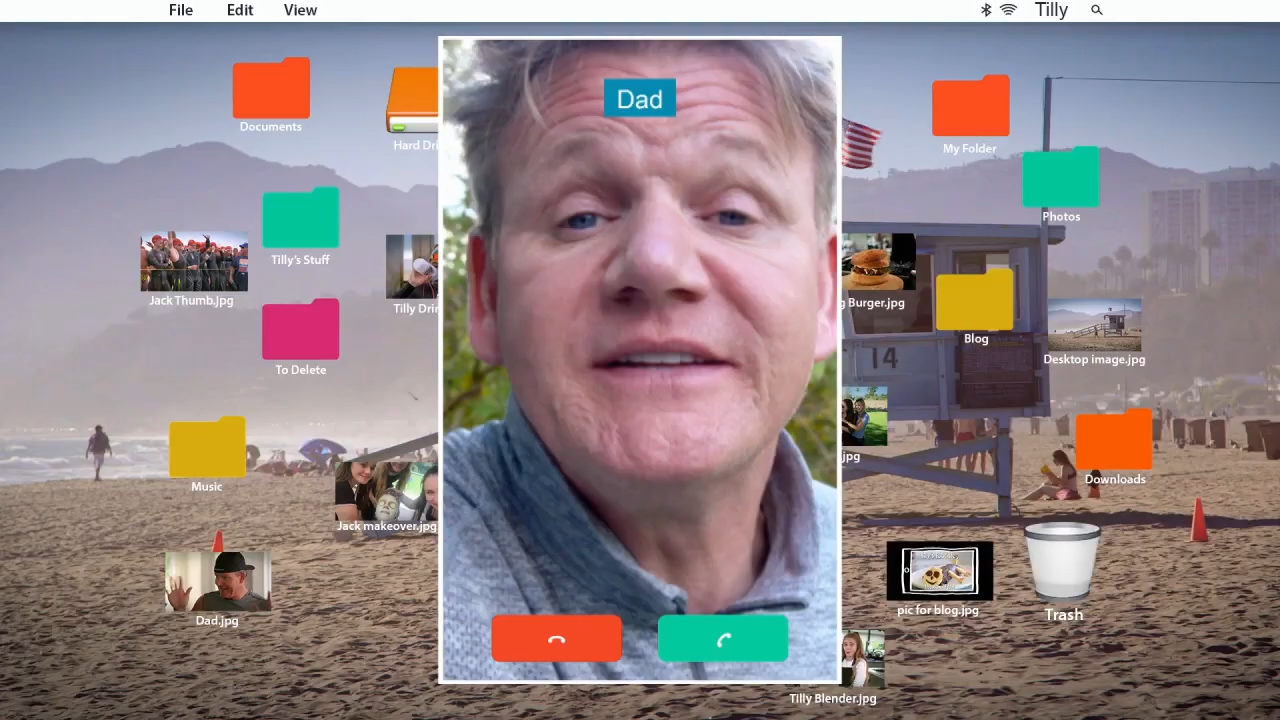 File Edit View Tilly
Dad
Documents
Hard Dri
My Folder
Photos
Tilly's Stuff
Jack Thumb.jpg
Tilly Drin
g Burger.jpg
Blog
Desktop image.jpg
14
To Delete
Music
Jack makeover.jpg
.jpg
Downloads
Dad.jpg
pic for blog.jpg
Trash
Tilly Blender.jpg